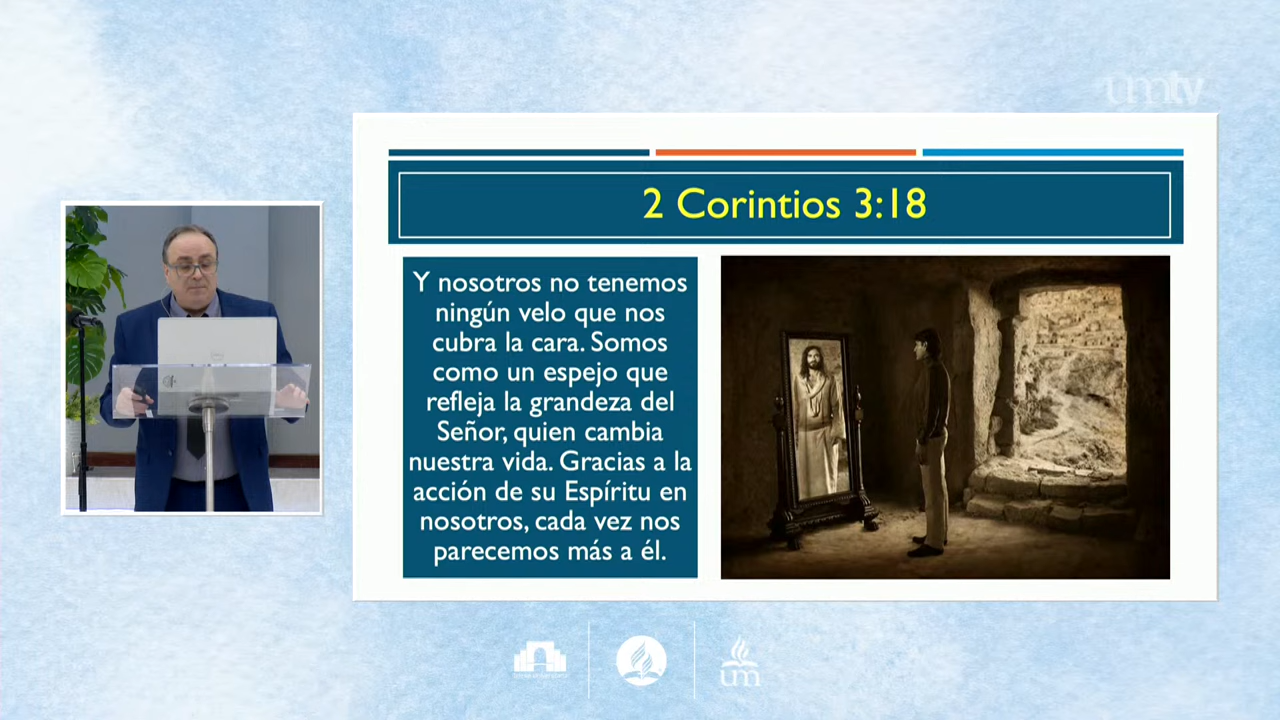 umtv
2 Corintios 3:18
Y nosotros no tenemos
ningún velo que nos
cubra la cara. Somos
como un espejo que
refleja la grandeza del
Señor, quien cambia
nuestra vida. Gracias a la
acción de su Espíritu en
nosotros, cada vez nos
parecemos más a él.
um